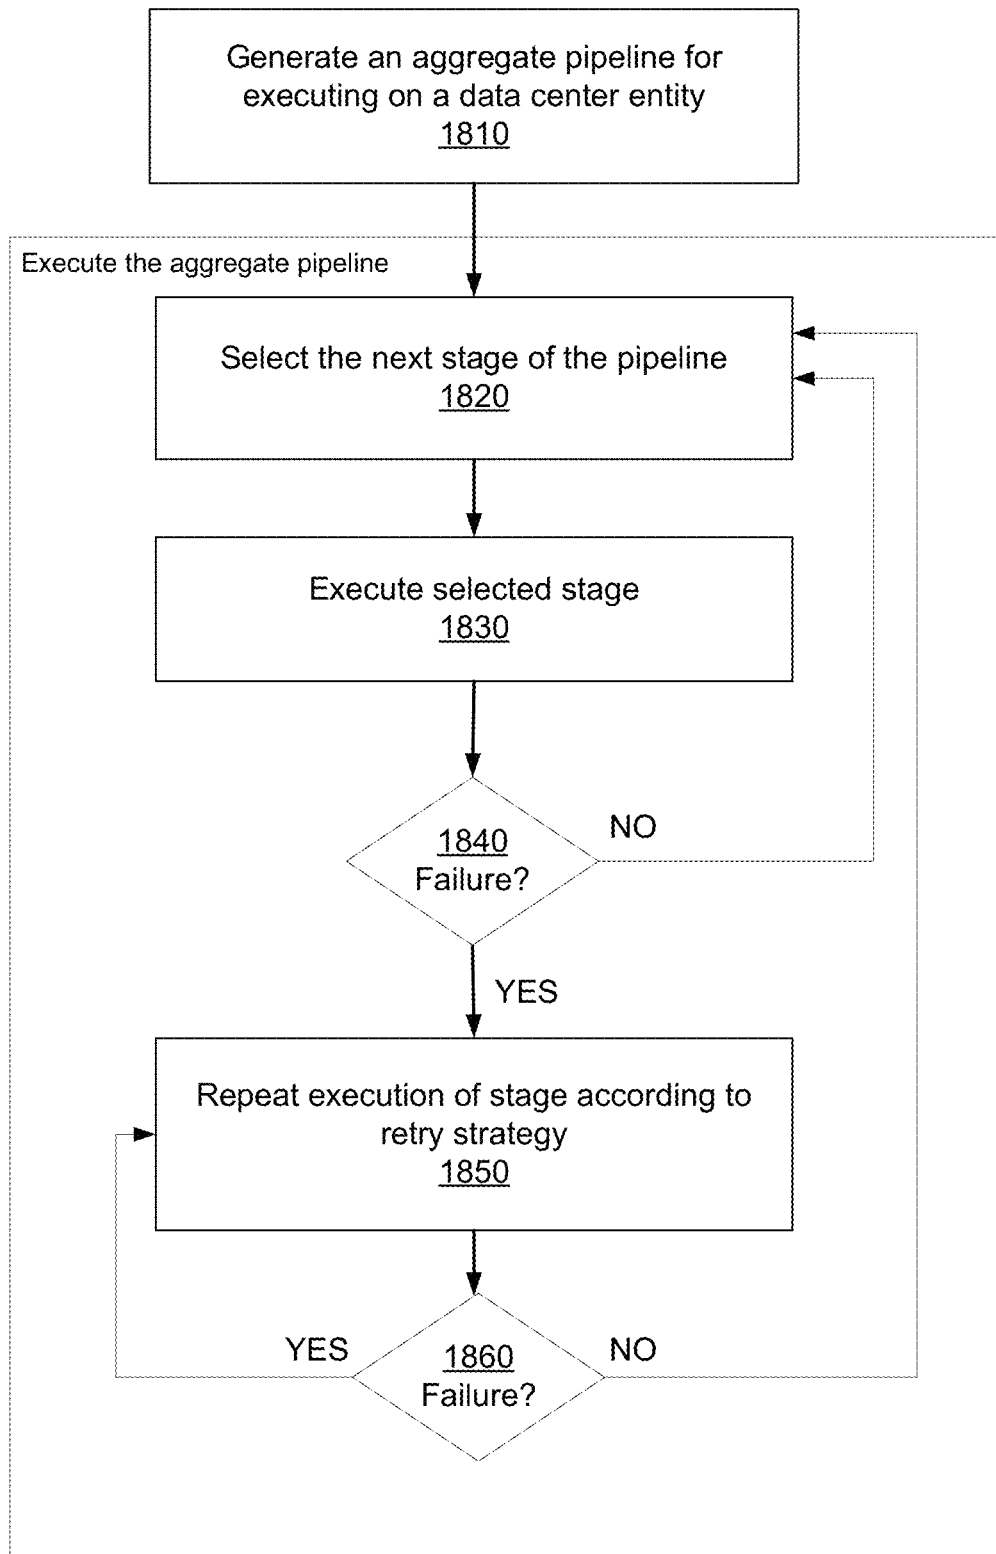 Generate an aggregate pipeline for
executing on a data center entity
1810
Execute the aggregate pipeline
Select the next stage of the pipeline
1820
Execute selected stage
1830
1840
Failure?
NO
YES
Repeat execution of stage according to
retry strategy
1850
YES
1860
Failure?
NO